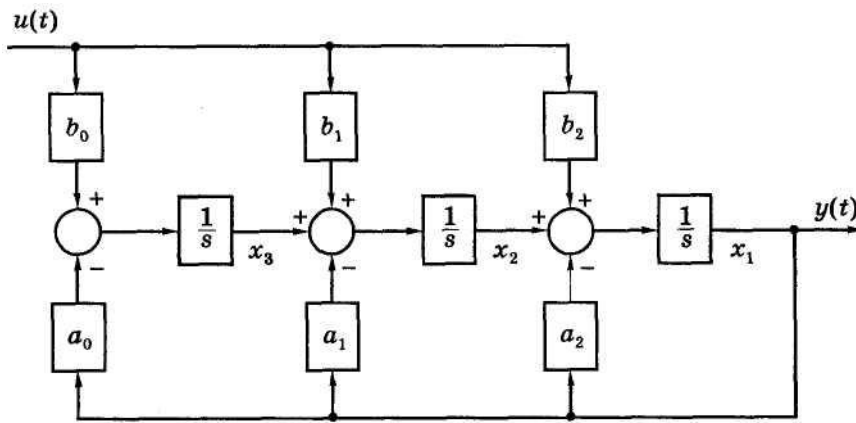 u(t)
b₀ b₁ b₂
+ + +
1/s + 1/s + 1/s y(t)
x₃ x₂ x₁
− − −
a₀ a₁ a₂